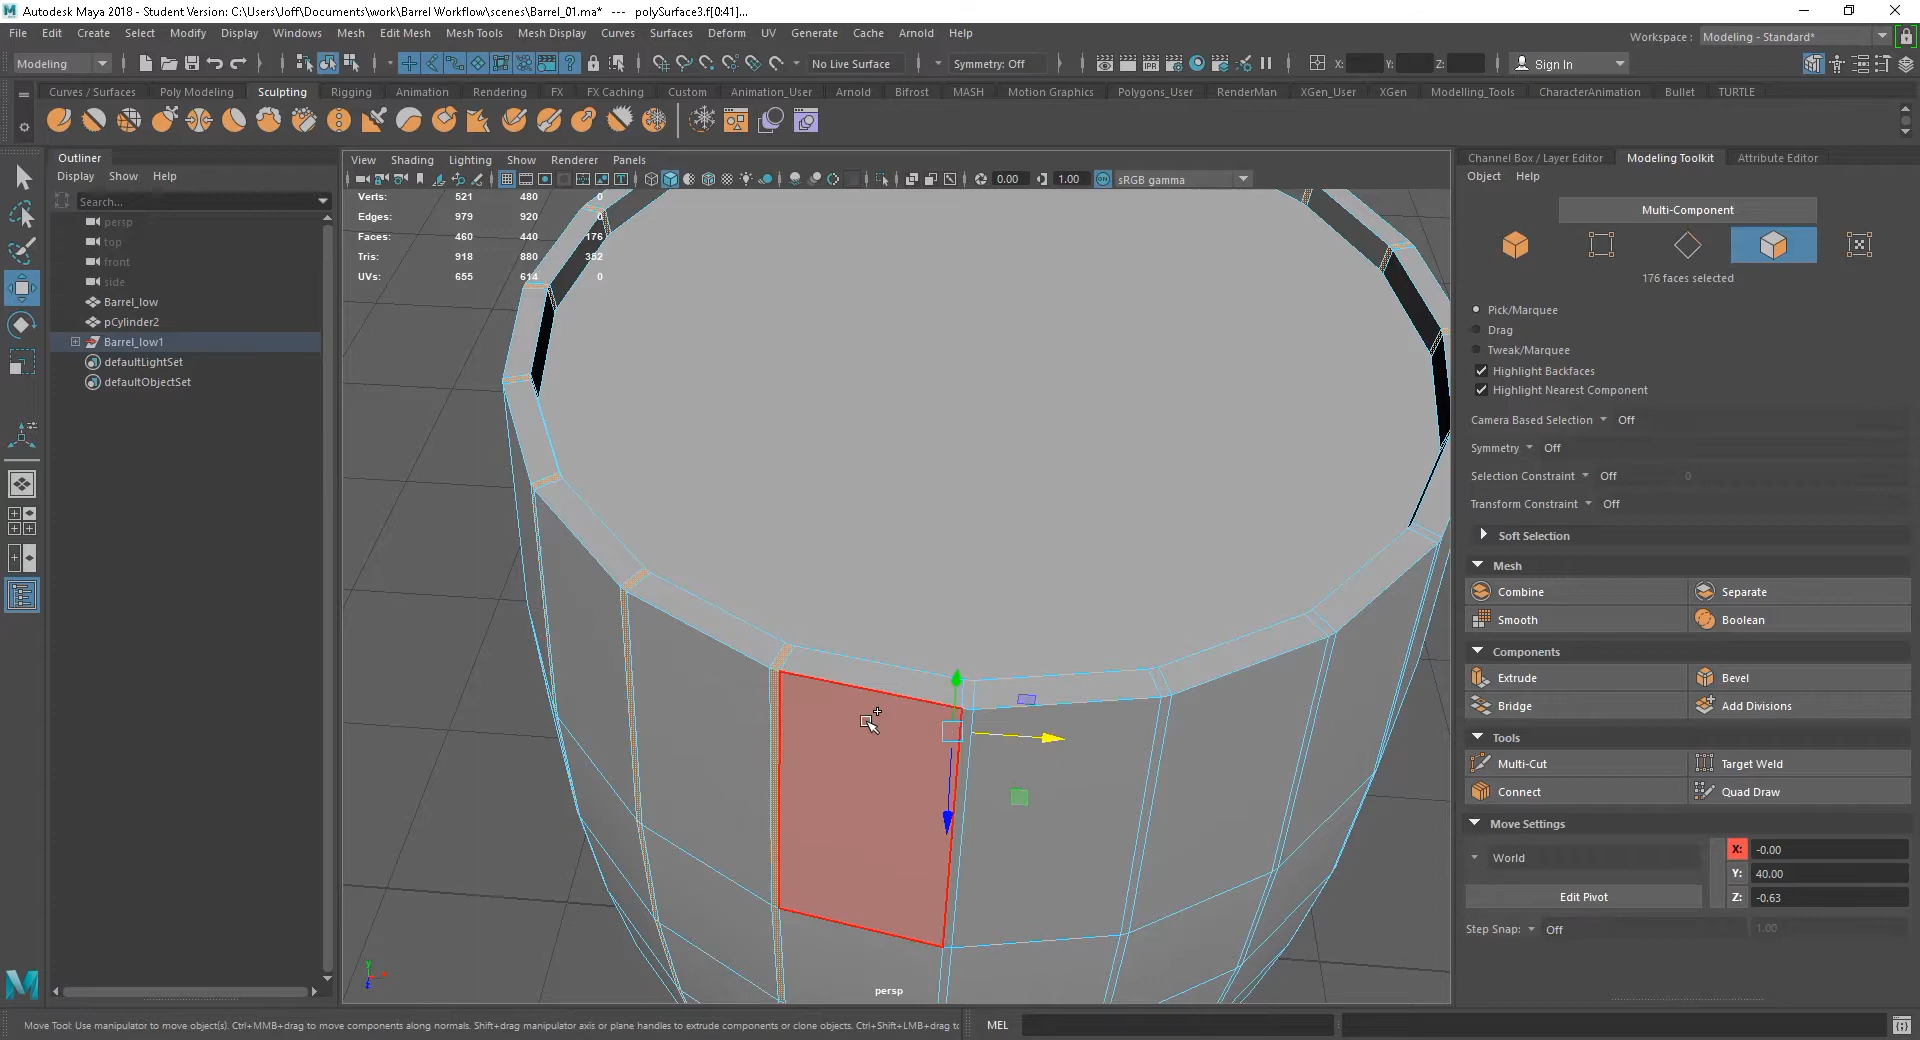 Autodesk Maya 2018 - Student Version: C:\Users\Joff\Documents\work\Barrel Workflow\scenes\Barrel_01.ma* --- polySurface3.f[0:41]...
File Edit Create Select Modify Display Windows Mesh Edit Mesh Mesh Tools Mesh Display Curves Surfaces Deform UV Generate Cache Arnold Help
Workspace : Modeling - Standard*
Modeling No Live Surface Symmetry: Off X: Y: Z: Sign In
Curves / Surfaces Poly Modeling Sculpting Rigging Animation Rendering FX FX Caching Custom Animation_User Arnold Bifrost MASH Motion Graphics Polygons_User RenderMan XGen_User XGen Modelling_Tools CharacterAnimation Bullet TURTLE
Outliner
Display Show Help
Search...
persp
top
front
side
Barrel_low
pCylinder2
Barrel_low1
defaultLightSet
defaultObjectSet
View Shading Lighting Show Renderer Panels
0.00 1.00 ON sRGB gamma
Verts: 521 480 0
Edges: 979 920 0
Faces: 460 440 176
Tris: 918 880 352
UVs: 655 614 0
y
z
persp
Channel Box / Layer Editor Modeling Toolkit Attribute Editor
Object Help
Multi-Component
176 faces selected
Pick/Marquee
Drag
Tweak/Marquee
Highlight Backfaces
Highlight Nearest Component
Camera Based Selection Off
Symmetry Off
Selection Constraint Off 0
Transform Constraint Off
Soft Selection
Mesh
Combine Separate
Smooth Boolean
Components
Extrude Bevel
Bridge Add Divisions
Tools
Multi-Cut Target Weld
Connect Quad Draw
Move Settings
World
X: -0.00
Y: 40.00
Edit Pivot
Z: -0.63
Step Snap: Off 1.00
Move Tool: Use manipulator to move object(s). Ctrl+MMB+drag to move components along normals. Shift+drag manipulator axis or plane handles to extrude components or clone objects. Ctrl+Shift+LMB+drag to
MEL